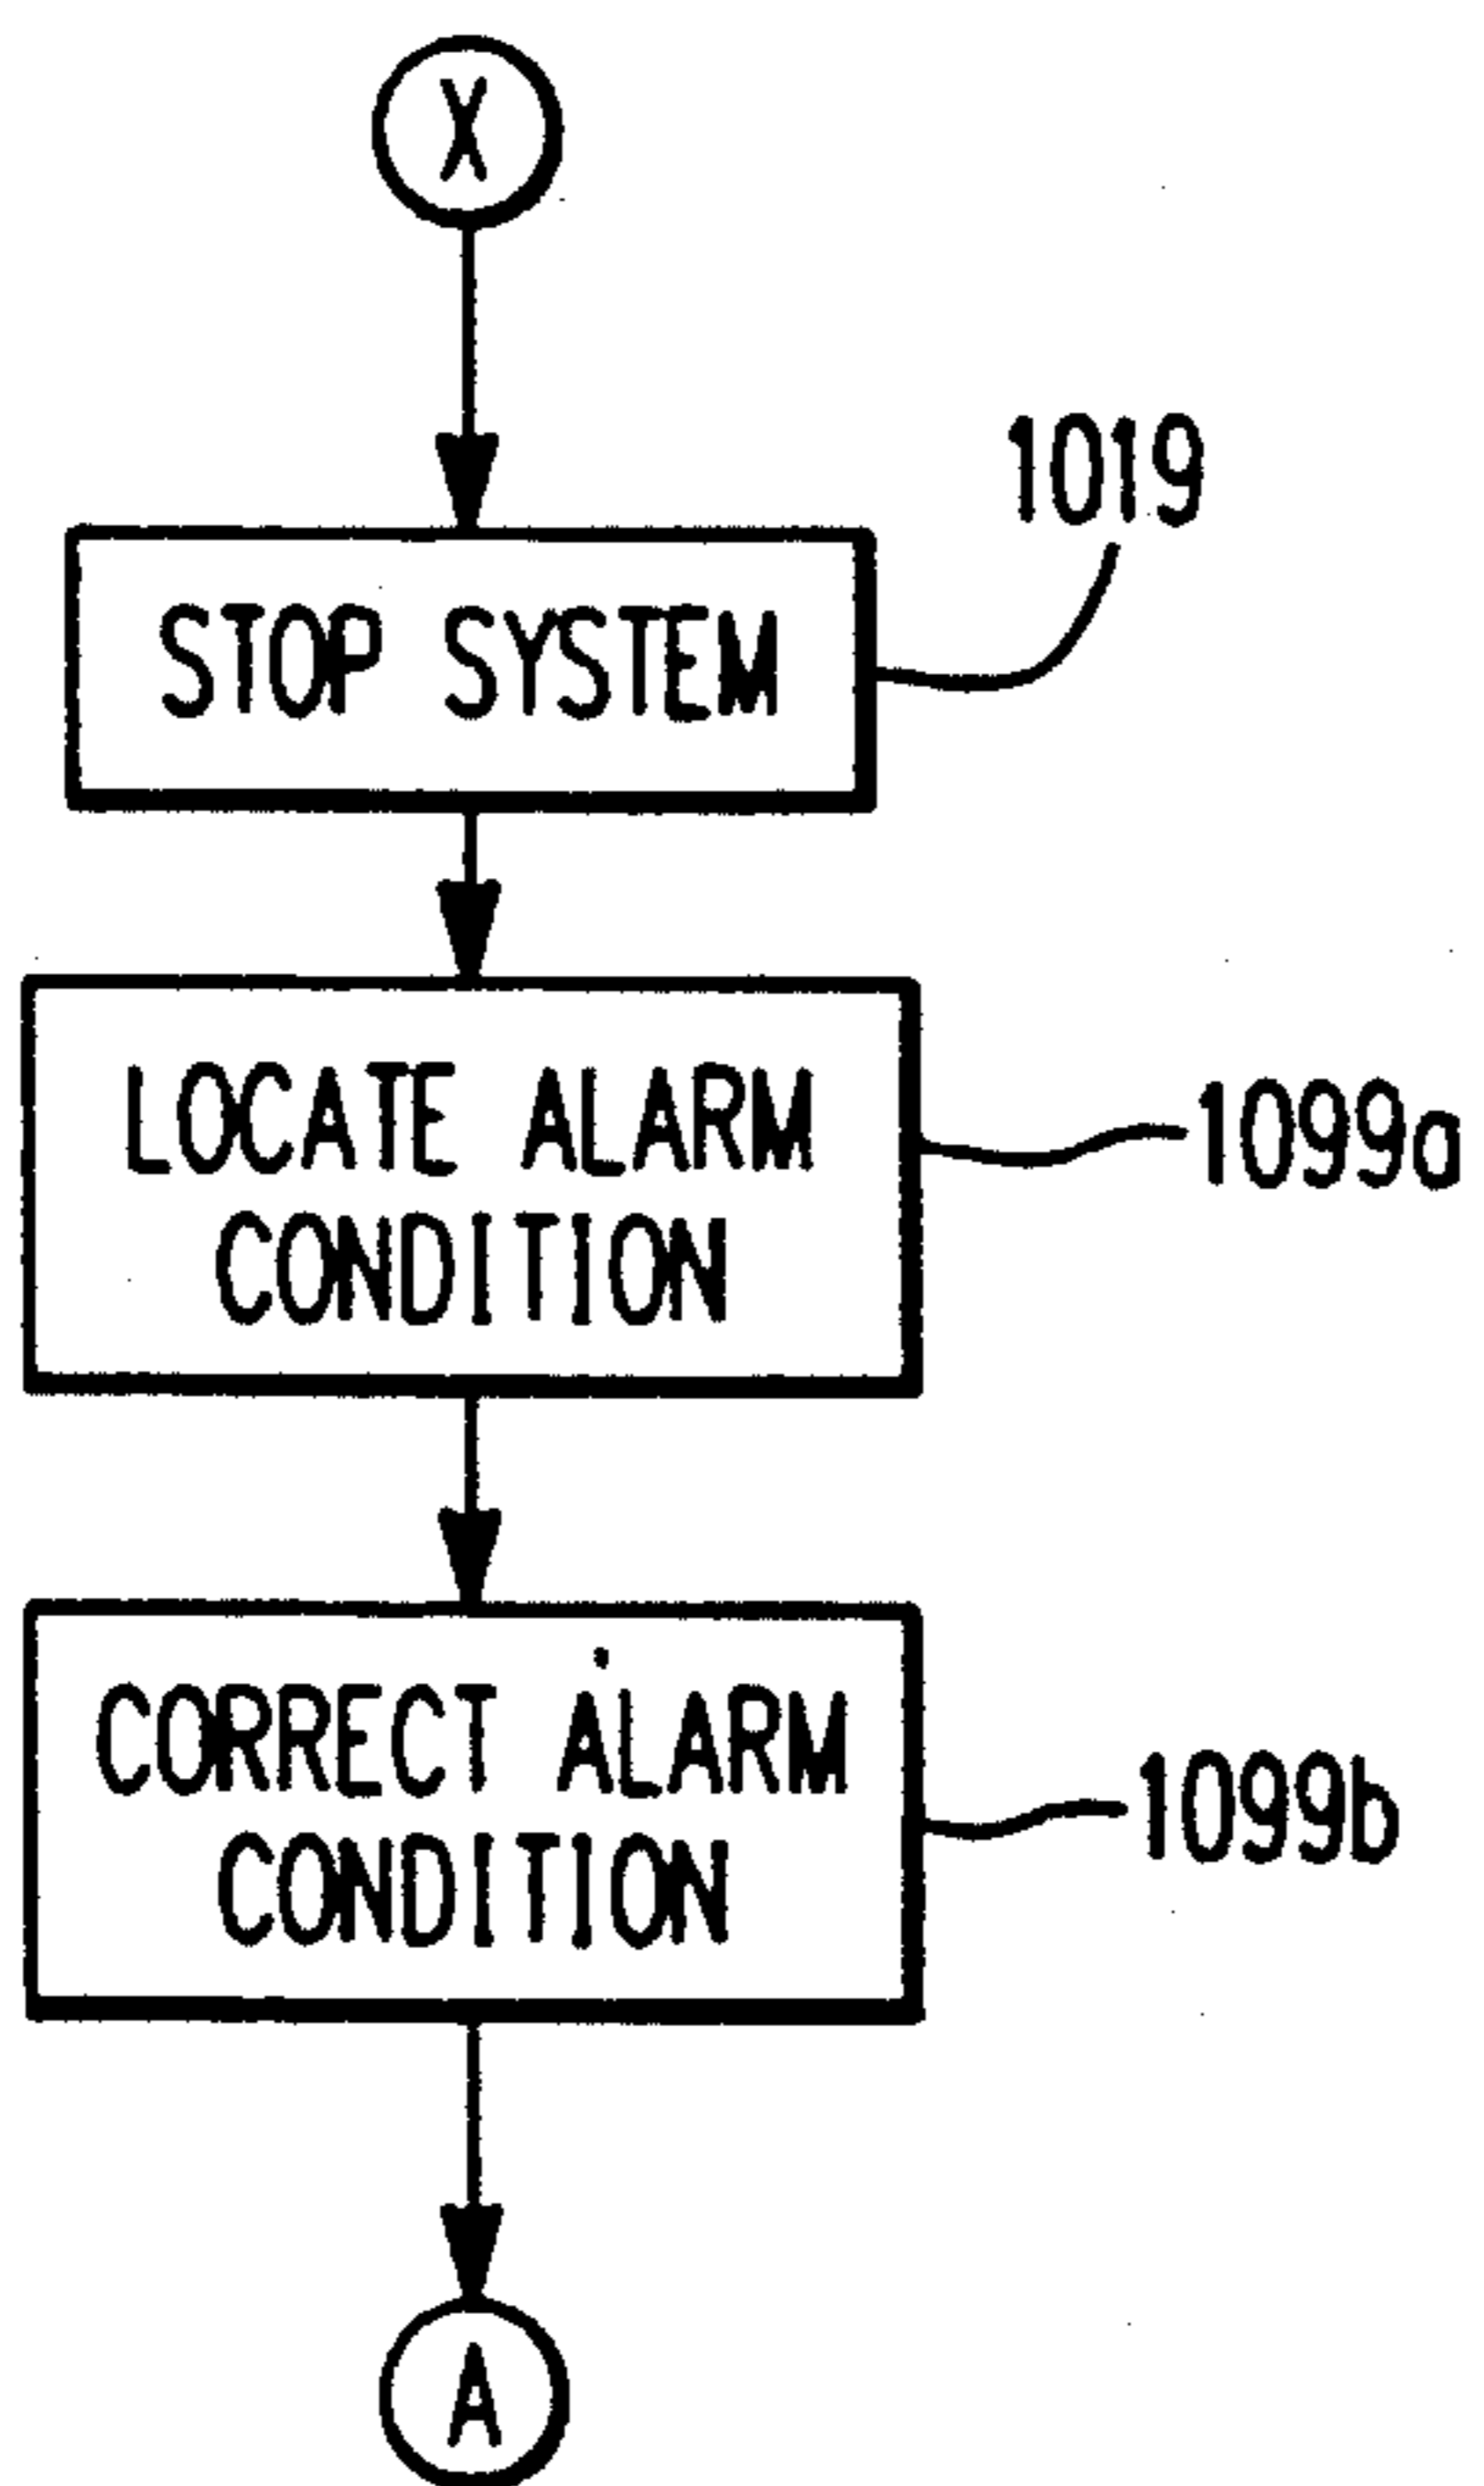 X
1019
STOP SYSTEM
LOCATE ALARM
CONDITION
1099a
CORRECT ALARM
CONDITION
1099b
A